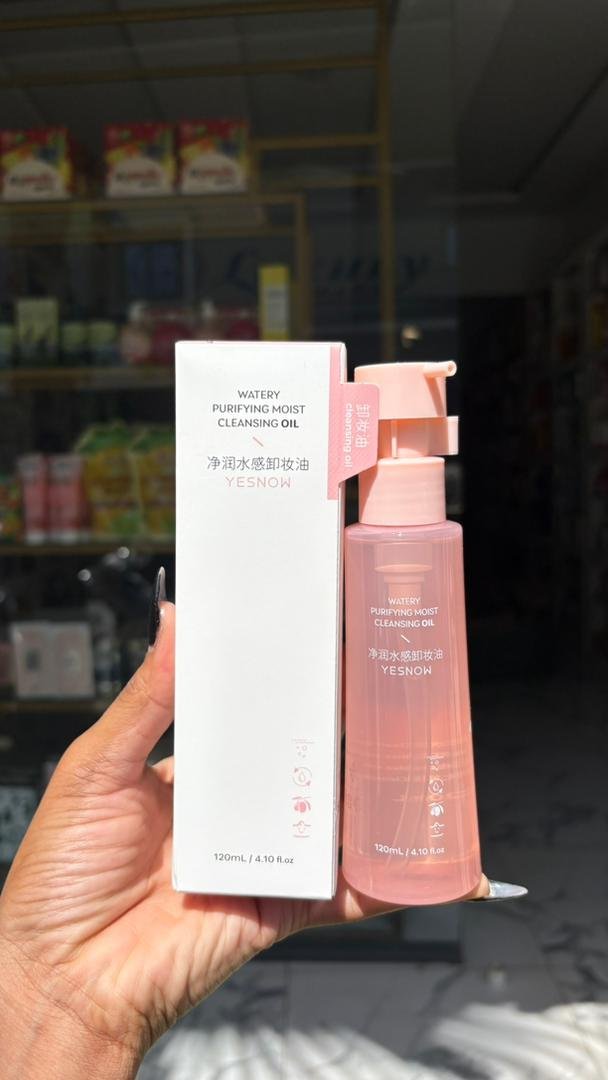 WATERY
PURIFYING MOIST
CLEANSING OIL
净润水感卸妆油
YESNOW
120mL / 4.10 fl.oz
卸妆油
cleansing oil
WATERY
PURIFYING MOIST
CLEANSING OIL
净润水感卸妆油
YESNOW
120mL / 4.10 fl.oz